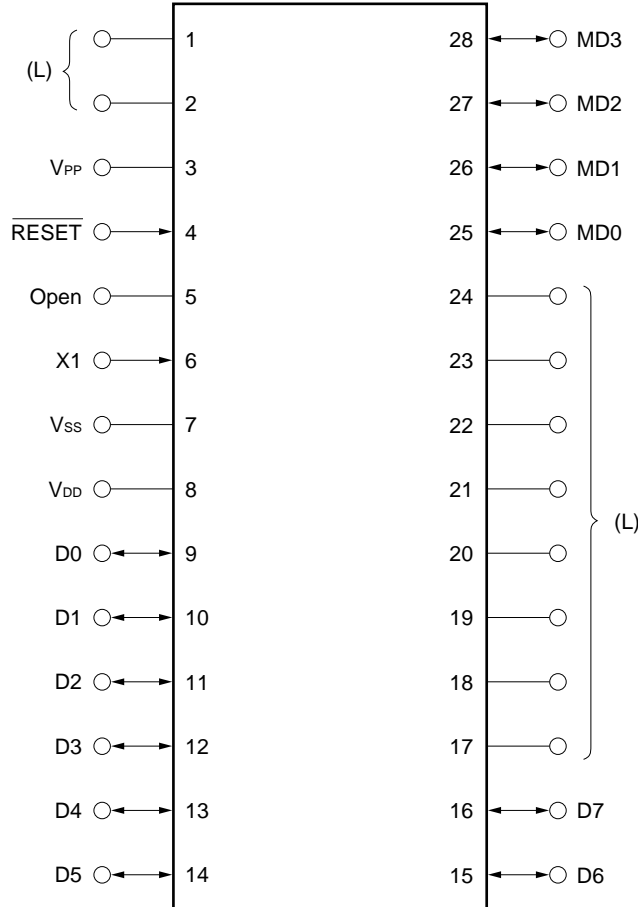 (L)
1 28 MD3
2 27 MD2
VPP 3 26 MD1
RESET 4 25 MD0
Open 5 24
X1 6 23
VSS 7 22
VDD 8 21
(L)
D0 9 20
D1 10 19
D2 11 18
D3 12 17
D4 13 16 D7
D5 14 15 D6